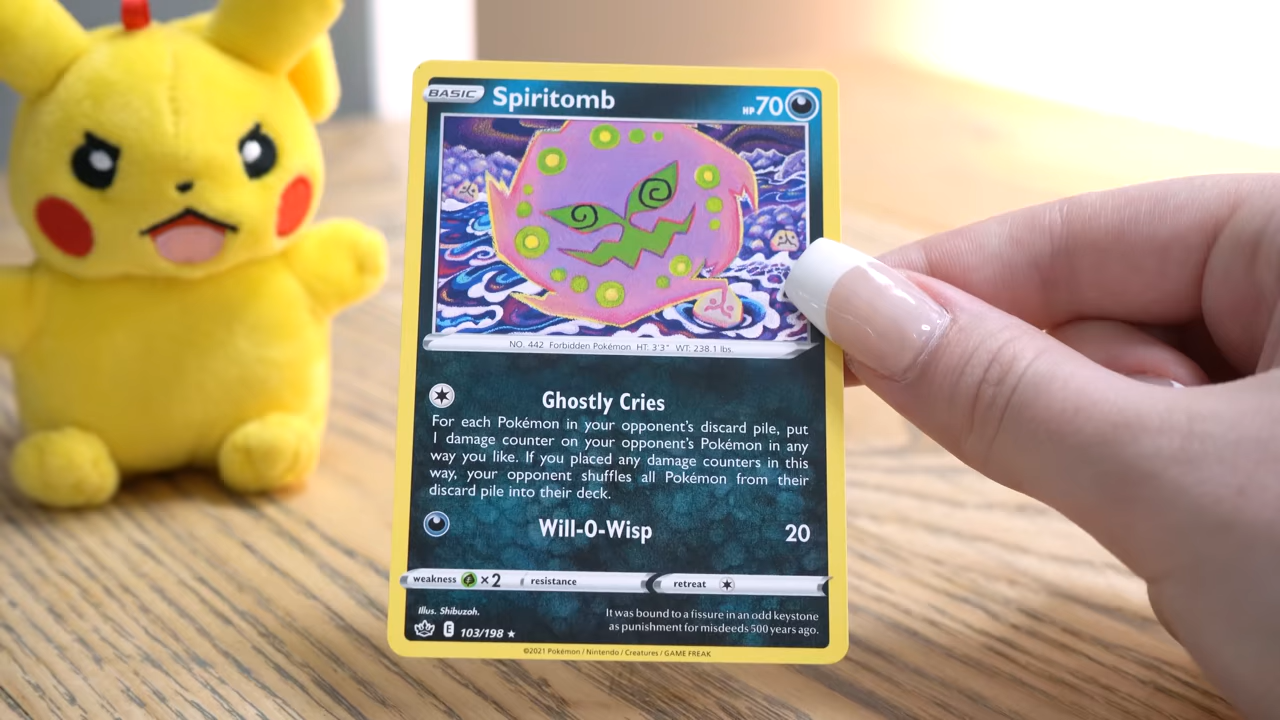 BASIC Spiritomb HP 70
NO. 442 Forbidden Pokémon HT: 3'3" WT: 238.1 lbs.
Ghostly Cries
For each Pokémon in your opponent's discard pile, put
1 damage counter on your opponent's Pokémon in any
way you like. If you placed any damage counters in this
way, your opponent shuffles all Pokémon from their
discard pile into their deck.
Will-O-Wisp 20
weakness ×2 resistance retreat
Illus. Shibuzoh.
It was bound to a fissure in an odd keystone
as punishment for misdeeds 500 years ago.
E 103/198 ★
©2021 Pokémon / Nintendo / Creatures / GAME FREAK